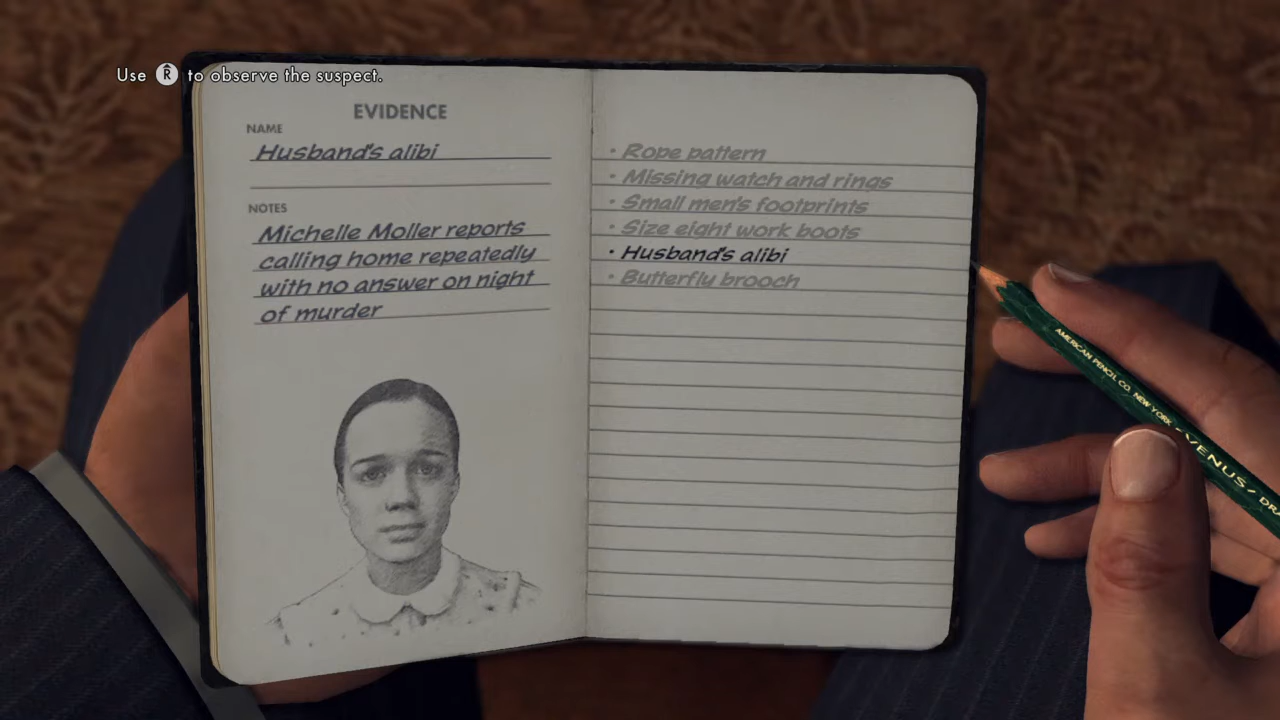 Use R to observe the suspect.
EVIDENCE
NAME
Husband's alibi
NOTES
Michelle Moller reports
calling home repeatedly
with no answer on night
of murder
• Rope pattern
• Missing watch and rings
• Small men's footprints
• Size eight work boots
• Husband's alibi
• Butterfly brooch
AMERICAN PENCIL CO. NEW YORK
VENUS